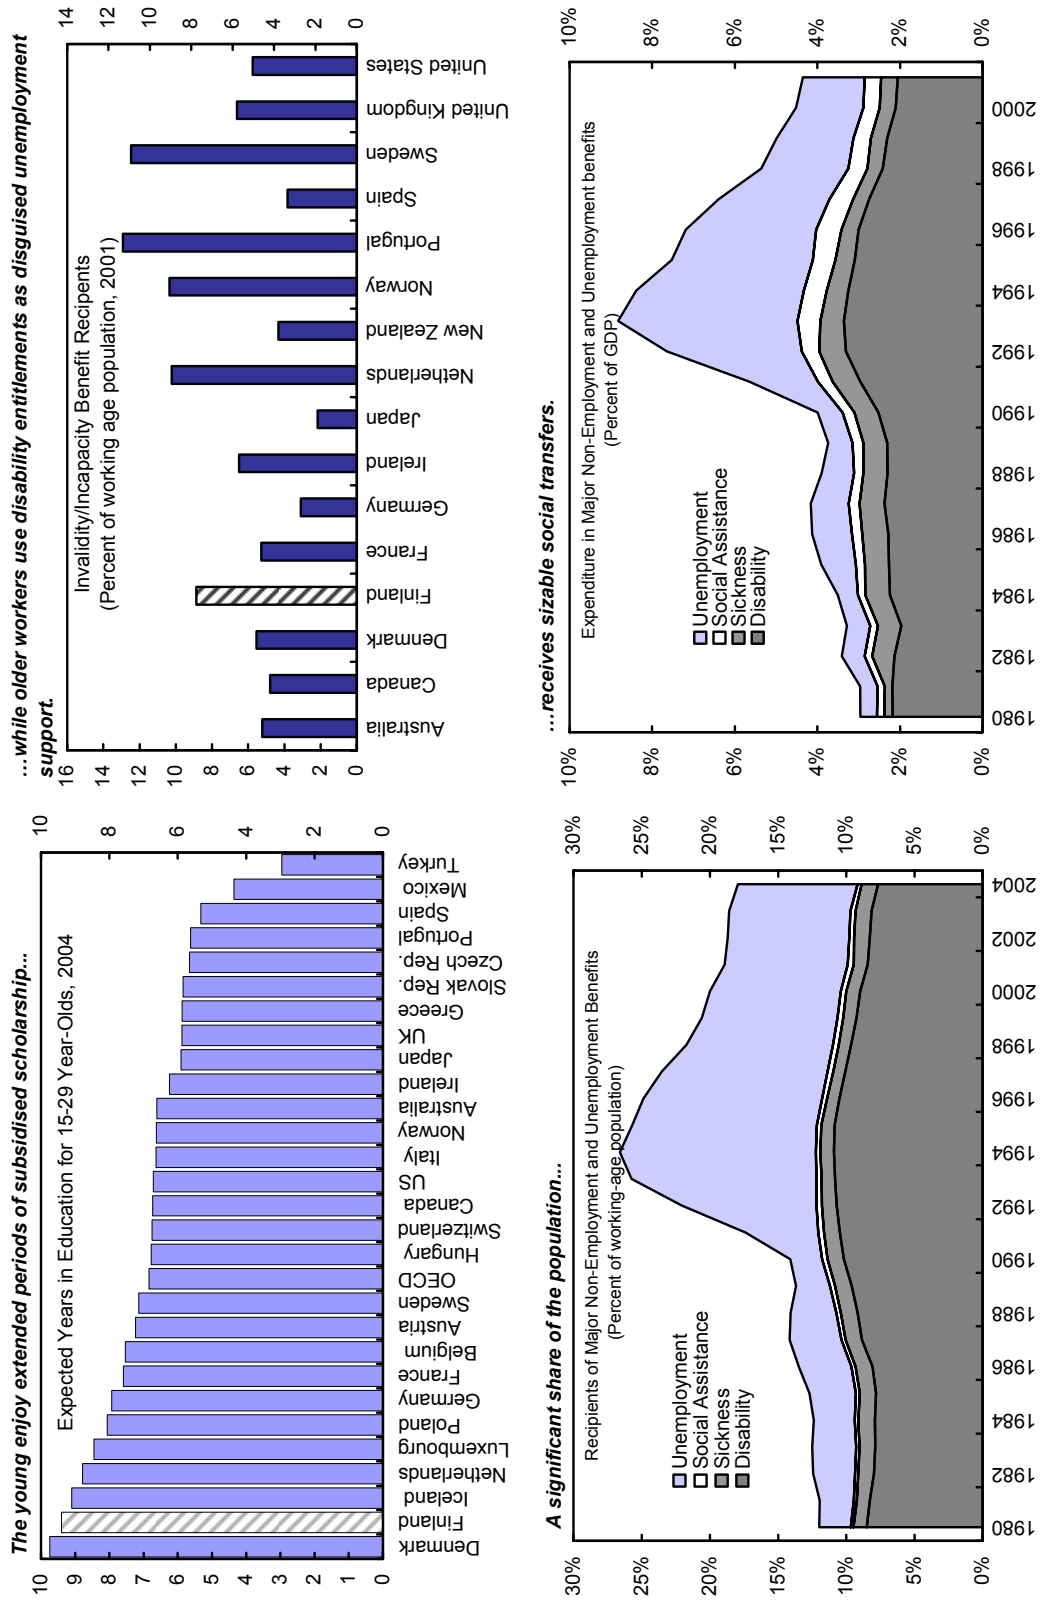 The young enjoy extended periods of subsidised scholarship...
Expected Years in Education for 15-29 Year-Olds, 2004
10
9
8
7
6
5
4
3
2
1
0
10
8
6
4
2
0
Denmark
Finland
Iceland
Netherlands
Luxembourg
Poland
Germany
France
Belgium
Austria
Sweden
OECD
Hungary
Switzerland
Canada
US
Italy
Norway
Australia
Ireland
Japan
UK
Greece
Slovak Rep.
Czech Rep.
Portugal
Spain
Mexico
Turkey
...while older workers use disability entitlements as disguised unemployment
support.
Invalidity/Incapacity Benefit Recipents
(Percent of working age population, 2001)
16
14
12
10
8
6
4
2
0
14
12
10
8
6
4
2
0
Australia
Canada
Denmark
Finland
France
Germany
Ireland
Japan
Netherlands
New Zealand
Norway
Portugal
Spain
Sweden
United Kingdom
United States
A significant share of the population...
Recipients of Major Non-Employment and Unemployment Benefits
(Percent of working-age population)
30%
25%
20%
15%
10%
5%
0%
30%
25%
20%
15%
10%
5%
0%
Unemployment
Social Assistance
Sickness
Disability
1980
1982
1984
1986
1988
1990
1992
1994
1996
1998
2000
2002
2004
...receives sizable social transfers.
Expenditure in Major Non-Employment and Unemployment benefits
(Percent of GDP)
10%
8%
6%
4%
2%
0%
10%
8%
6%
4%
2%
0%
Unemployment
Social Assistance
Sickness
Disability
1980
1982
1984
1986
1988
1990
1992
1994
1996
1998
2000